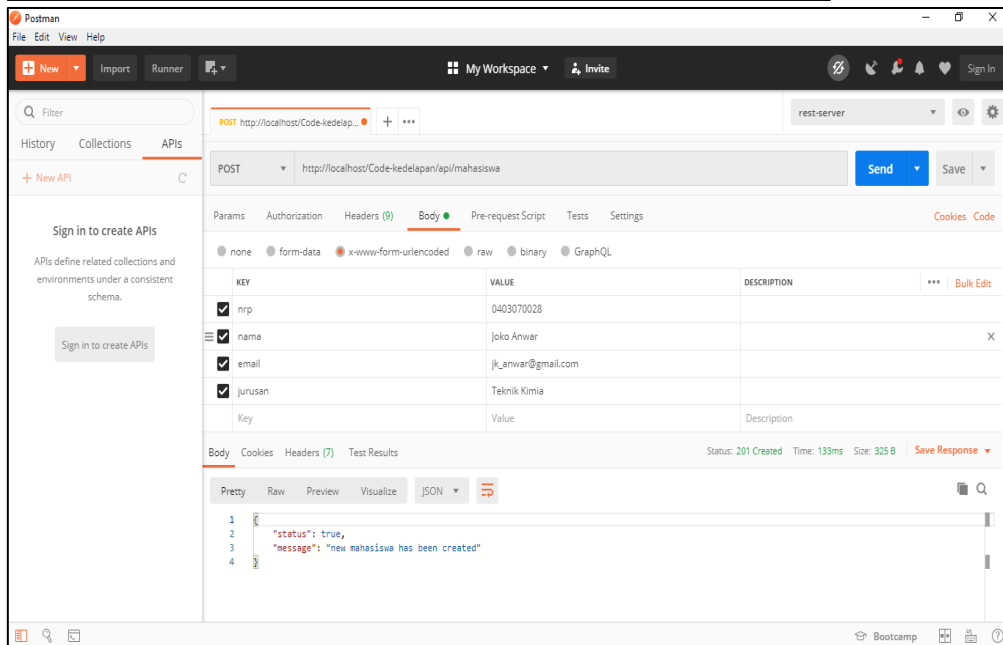 Postman
File Edit View Help
New Import Runner My Workspace Invite Sign In
Filter
History Collections APIs
+ New API
Sign in to create APIs
APIs define related collections and
environments under a consistent
schema.
Sign in to create APIs
POST http://localhost/Code-kedelap... + •••
rest-server
POST http://localhost/Code-kedelapan/api/mahasiswa Send Save
Params Authorization Headers (9) Body Pre-request Script Tests Settings Cookies Code
none form-data x-www-form-urlencoded raw binary GraphQL
KEY VALUE DESCRIPTION ••• Bulk Edit
nrp 0403070028
nama Joko Anwar
email jk_anwar@gmail.com
jurusan Teknik Kimia
Key Value Description
Body Cookies Headers (7) Test Results Status: 201 Created Time: 133ms Size: 325 B Save Response
Pretty Raw Preview Visualize JSON
1 {
2 "status": true,
3 "message": "new mahasiswa has been created"
4 }
Bootcamp